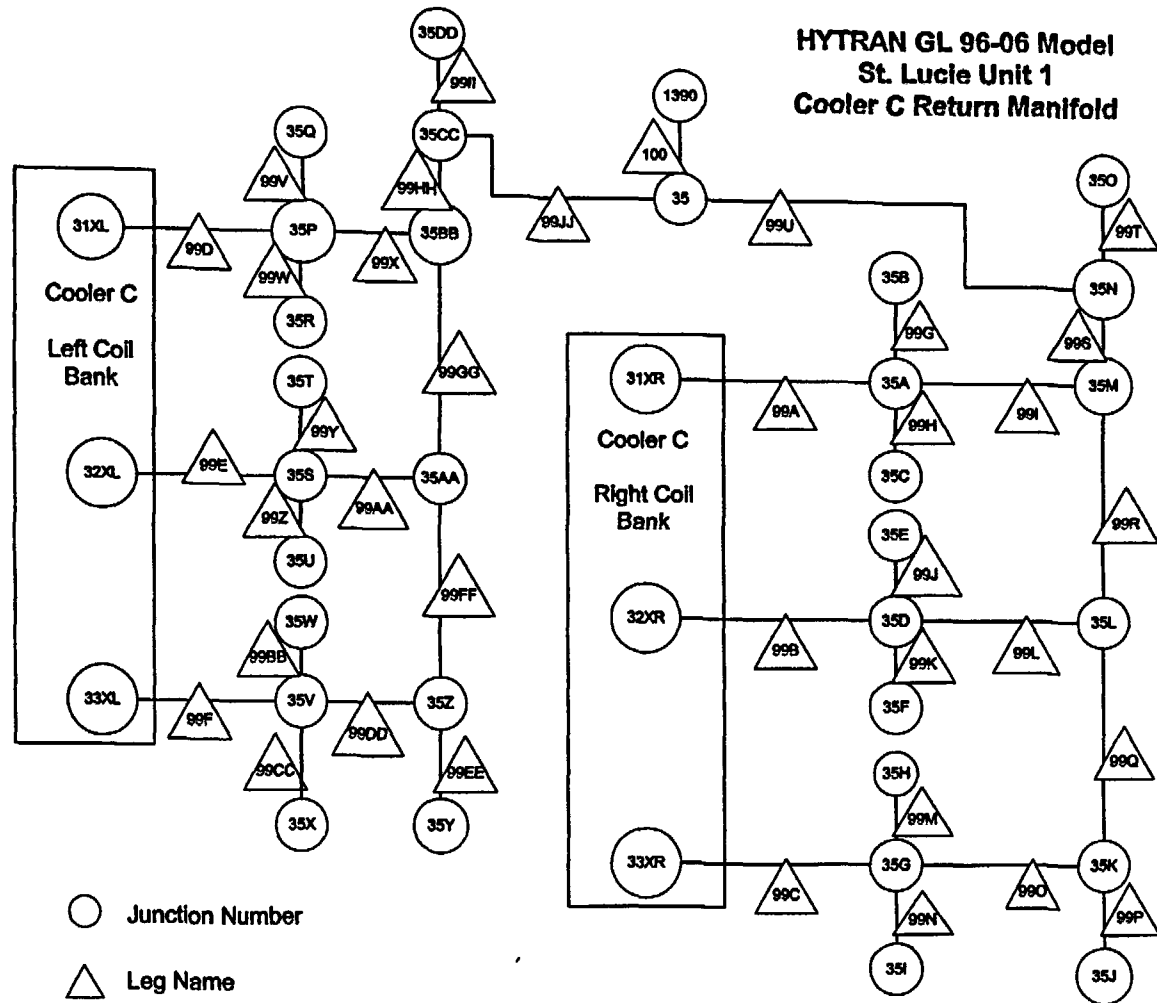 HYTRAN GL 96-06 Model
St. Lucie Unit 1
Cooler C Return Manifold
35DD
99II
1390
35Q
35CC
100
35O
99V
99HH
31XL
35P
35BB
35
99T
99D
99X
99JJ
99U
99W
35B
35N
Cooler C
Left Coil
Bank
35R
99G
99S
35T
99GG
31XR
35A
35M
99Y
99A
99H
99I
Cooler C
Right Coil
Bank
32XL
99E
35S
35AA
35C
99Z
99AA
99R
35U
35E
99J
35W
99FF
32XR
35D
35L
99BB
99B
99K
99L
33XL
35V
35Z
35F
99F
99DD
99CC
99EE
35H
99Q
35X
35Y
99M
33XR
35G
35K
99C
99O
99N
99P
35I
35J
Junction Number
Leg Name